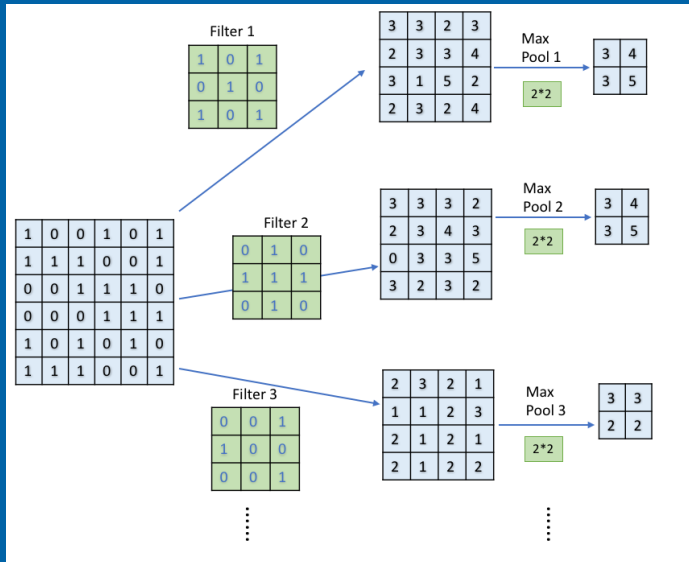 Filter 1
1 0 1
0 1 0
1 0 1
3 3 2 3
2 3 3 4
3 1 5 2
2 3 2 4
Max
Pool 1
2*2
3 4
3 5
1 0 0 1 0 1
1 1 1 0 0 1
0 0 1 1 1 0
0 0 0 1 1 1
1 0 1 0 1 0
1 1 1 0 0 1
Filter 2
0 1 0
1 1 1
0 1 0
3 3 3 2
2 3 4 3
0 3 3 5
3 2 3 2
Max
Pool 2
2*2
3 4
3 5
Filter 3
0 0 1
1 0 0
0 0 1
2 3 2 1
1 1 2 3
2 1 2 1
2 1 2 2
Max
Pool 3
2*2
3 3
2 2